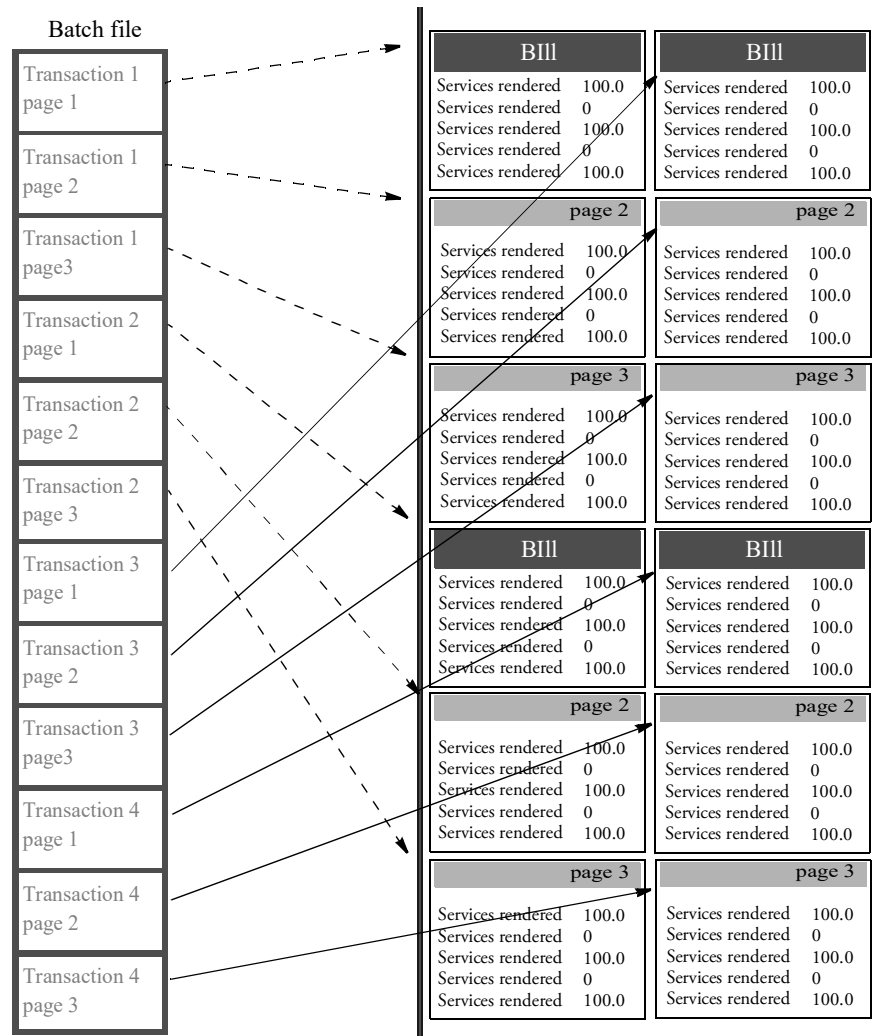 Batch file
Transaction 1
page 1
Transaction 1
page 2
Transaction 1
page3
Transaction 2
page 1
Transaction 2
page 2
Transaction 2
page 3
Transaction 3
page 1
Transaction 3
page 2
Transaction 3
page3
Transaction 4
page 1
Transaction 4
page 2
Transaction 4
page 3
BIll
Services rendered 100.0
Services rendered 0
Services rendered 100.0
Services rendered 0
Services rendered 100.0
page 2
Services rendered 100.0
Services rendered 0
Services rendered 100.0
Services rendered 0
Services rendered 100.0
page 3
Services rendered 100.0
Services rendered 0
Services rendered 100.0
Services rendered 0
Services rendered 100.0
BIll
Services rendered 100.0
Services rendered 0
Services rendered 100.0
Services rendered 0
Services rendered 100.0
page 2
Services rendered 100.0
Services rendered 0
Services rendered 100.0
Services rendered 0
Services rendered 100.0
page 3
Services rendered 100.0
Services rendered 0
Services rendered 100.0
Services rendered 0
Services rendered 100.0
BIll
Services rendered 100.0
Services rendered 0
Services rendered 100.0
Services rendered 0
Services rendered 100.0
page 2
Services rendered 100.0
Services rendered 0
Services rendered 100.0
Services rendered 0
Services rendered 100.0
page 3
Services rendered 100.0
Services rendered 0
Services rendered 100.0
Services rendered 0
Services rendered 100.0
BIll
Services rendered 100.0
Services rendered 0
Services rendered 100.0
Services rendered 0
Services rendered 100.0
page 2
Services rendered 100.0
Services rendered 0
Services rendered 100.0
Services rendered 0
Services rendered 100.0
page 3
Services rendered 100.0
Services rendered 0
Services rendered 100.0
Services rendered 0
Services rendered 100.0